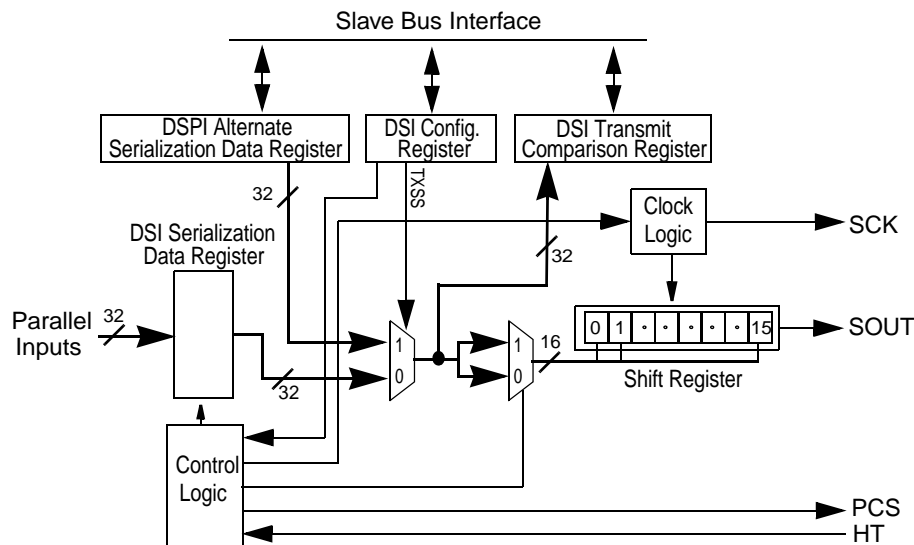 Slave Bus Interface
DSPI Alternate
Serialization Data Register
DSI Config.
Register
DSI Transmit
Comparison Register
32
TXSS
Clock
Logic
SCK
DSI Serialization
Data Register
32
Parallel
Inputs
32
32
1
0
1
0
16
0 1 15
SOUT
Shift Register
Control
Logic
PCS
HT